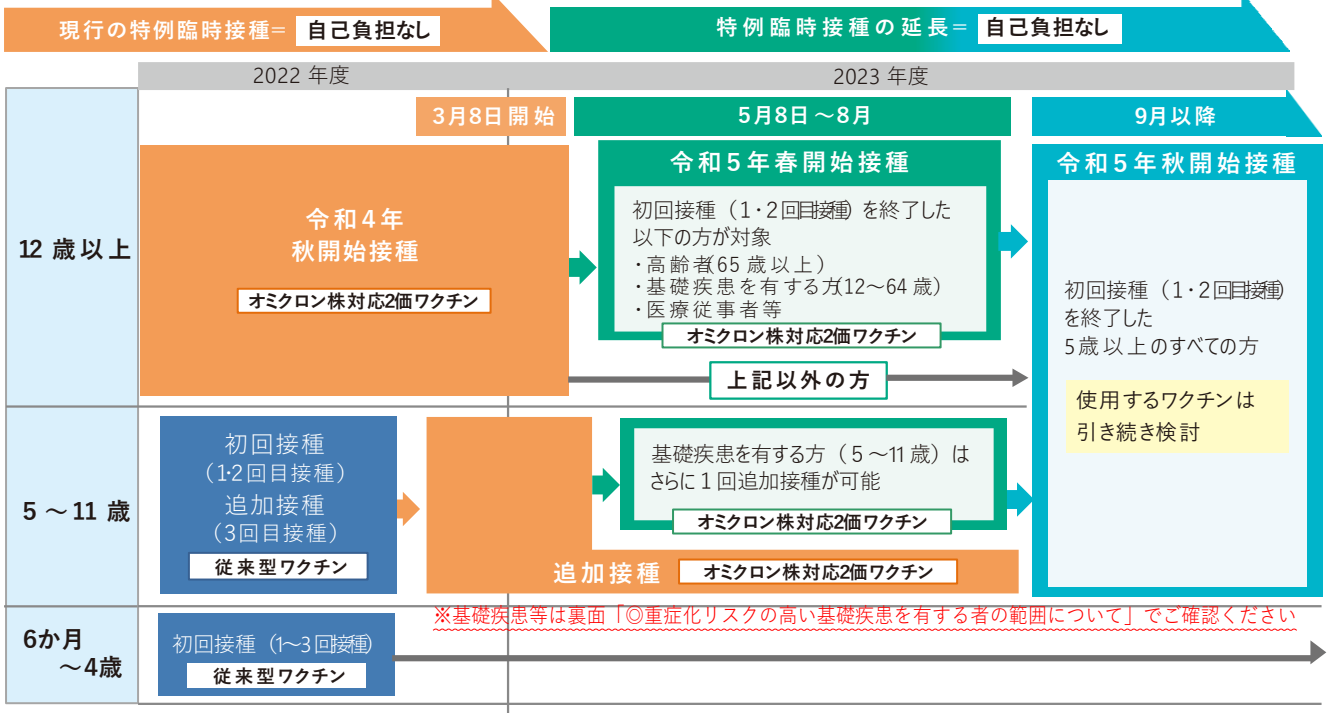 現行の特例臨時接種= 自己負担なし
特例臨時接種の延長= 自己負担なし
2022 年度
2023 年度
3月8日開始
5月8日~8月
9月以降
12 歳以上
令和4年
秋開始接種
オミクロン株対応2価ワクチン
令和5年春開始接種
初回接種(1・2回目接種)を終了した
以下の方が対象
・高齢者(65 歳以上)
・基礎疾患を有する方(12~64 歳)
・医療従事者等
オミクロン株対応2価ワクチン
上記以外の方
令和5年秋開始接種
初回接種(1・2回目接種)
を終了した
5歳以上のすべての方
使用するワクチンは
引き続き検討
5 ~11 歳
初回接種
(1・2回目接種)
追加接種
(3回目接種)
従来型ワクチン
基礎疾患を有する方(5~11 歳)は
さらに1回追加接種が可能
オミクロン株対応2価ワクチン
追加接種 オミクロン株対応2価ワクチン
※基礎疾患等は裏面「◎重症化リスクの高い基礎疾患を有する者の範囲について」でご確認ください
6か月
~4歳
初回接種(1~3回接種)
従来型ワクチン